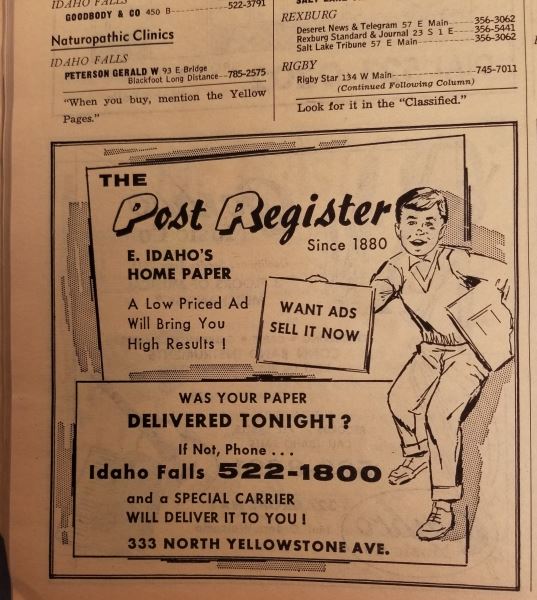 IDAHO FALLS
GOODBODY & CO 450 B ---------- 522-3791
Naturopathic Clinics
IDAHO FALLS
PETERSON GERALD W 93 E Bridge
Blackfoot Long Distance--785-2575
"When you buy, mention the Yellow
Pages."
REXBURG
Deseret News & Telegram 57 E Main----356-3062
Rexburg Standard & Journal 23 S 1 E---356-5441
Salt Lake Tribune 57 E Main----------356-3062
RIGBY
Rigby Star 134 W Main----------745-7011
(Continued Following Column)
Look for it in the "Classified."
THE
Post Register
Since 1880
E. IDAHO'S
HOME PAPER
A Low Priced Ad
Will Bring You
High Results !
WANT ADS
SELL IT NOW
WAS YOUR PAPER
DELIVERED TONIGHT?
If Not, Phone . . .
Idaho Falls 522-1800
and a SPECIAL CARRIER
WILL DELIVER IT TO YOU !
333 NORTH YELLOWSTONE AVE.